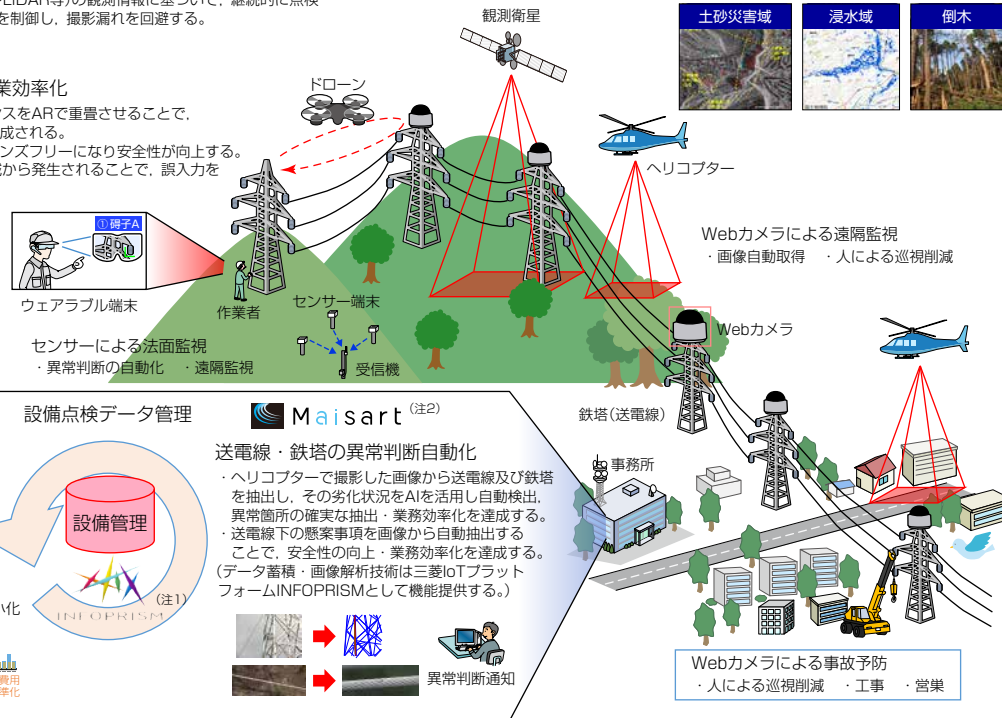 LiDAR等)の観測情報に基づいて, 継続的に点検
を制御し, 撮影漏れを回避する。
観測衛星
土砂災害域
浸水域
倒木
業効率化
ドローン
スをARで重畳させることで,
成される。
ンズフリーになり安全性が向上する。
から発生されることで, 誤入力を
ヘリコプター
①碍子A
Webカメラによる遠隔監視
・画像自動取得 ・人による巡視削減
ウェアラブル端末
作業者
センサー端末
Webカメラ
センサーによる法面監視
・異常判断の自動化 ・遠隔監視
受信機
設備点検データ管理
Maisart(注2)
鉄塔(送電線)
送電線・鉄塔の異常判断自動化
事務所
・ヘリコプターで撮影した画像から送電線及び鉄塔
を抽出し, その劣化状況をAIを活用し自動検出,
異常箇所の確実な抽出・業務効率化を達成する。
・送電線下の懸案事項を画像から自動抽出する
ことで, 安全性の向上・業務効率化を達成する。
(データ蓄積・画像解析技術は三菱IoTプラット
フォームINFOPRISMとして機能提供する。)
設備管理
INFOPRISM
(注1)
化
異常判断通知
費用
準化
Webカメラによる事故予防
・人による巡視削減 ・工事 ・営巣